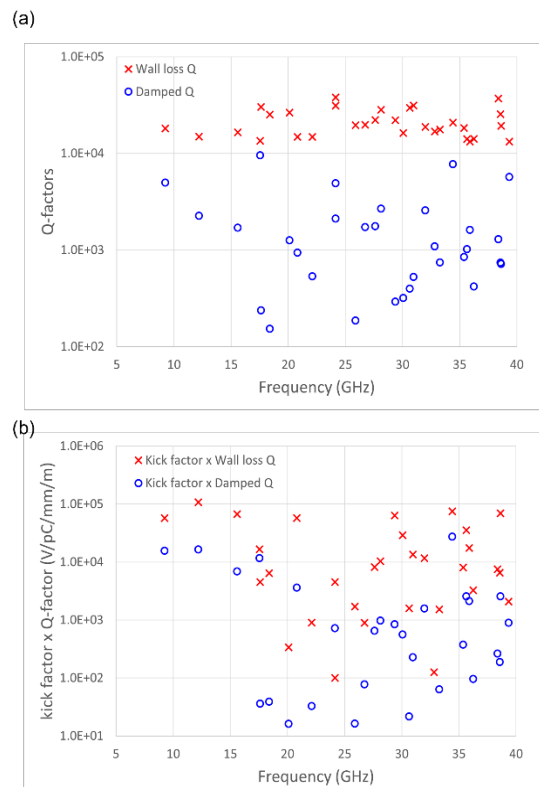 (a)
1.0E+05
Wall loss Q
Damped Q
1.0E+04
Q-factors
1.0E+03
1.0E+02
5 10 15 20 25 30 35 40
Frequency (GHz)
(b)
1.0E+06
Kick factor x Wall loss Q
Kick factor x Damped Q
1.0E+05
1.0E+04
kick factor x Q-factor (V/pC/mm/m)
1.0E+03
1.0E+02
1.0E+01
5 10 15 20 25 30 35 40
Frequency (GHz)